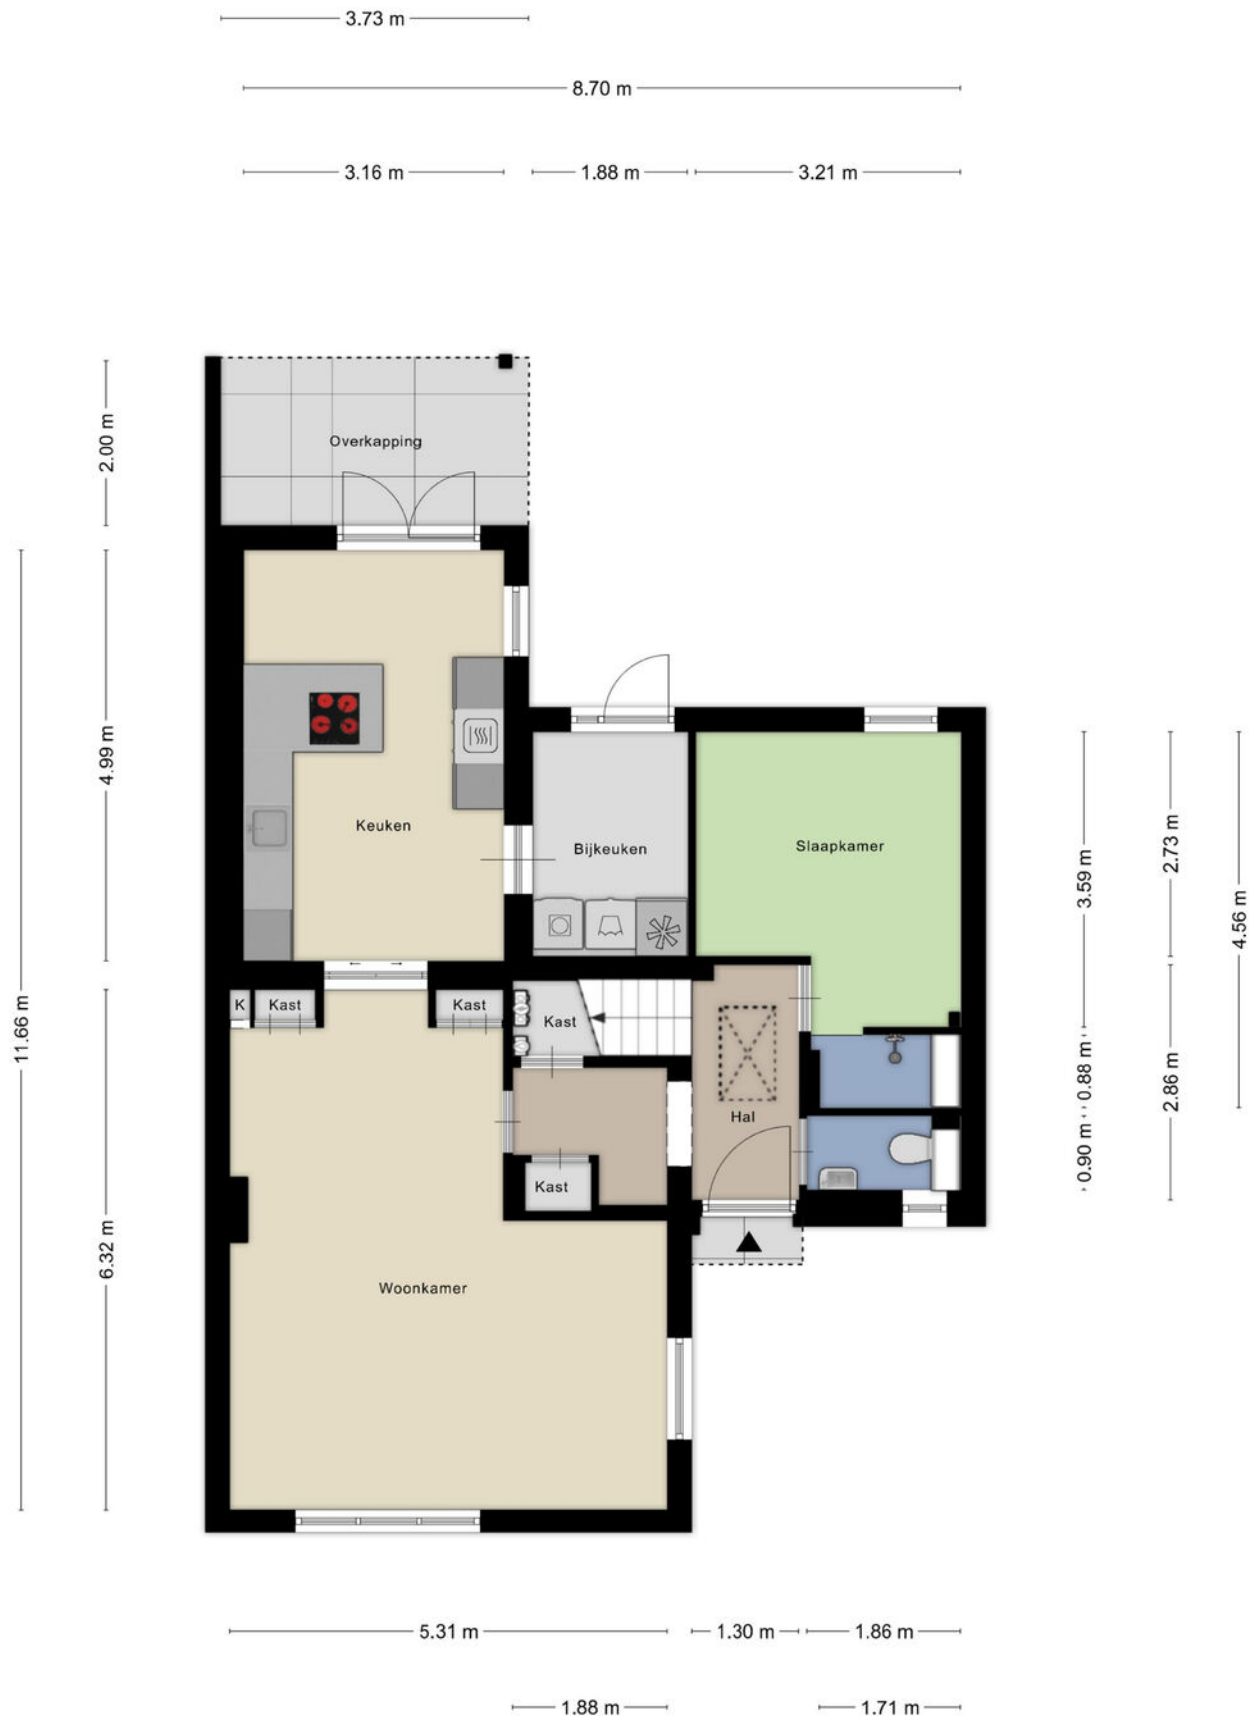 3.73 m
8.70 m
3.16 m
1.88 m
3.21 m
2.00 m
Overkapping
4.99 m
Keuken
Bijkeuken
Slaapkamer
3.59 m
2.73 m
4.56 m
11.66 m
K
Kast
Kast
Kast
Hal
0.88 m
0.90 m
2.86 m
Kast
6.32 m
Woonkamer
5.31 m
1.30 m
1.86 m
1.88 m
1.71 m